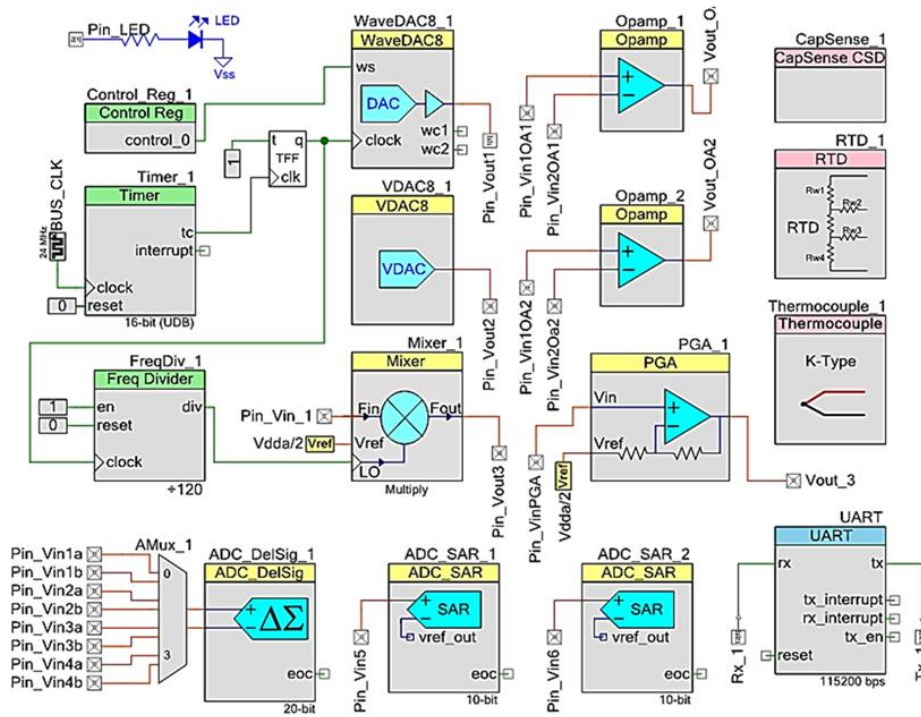 Pin_LED
LED
Vss
Control_Reg_1
Control Reg
control_0
WaveDAC8_1
WaveDAC8
ws
DAC
wc1
wc2
clock
Pin_Vout1
Opamp_1
Opamp
Pin_Vin1OA1
Pin_Vin2OA1
CapSense_1
CapSense CSD
1
t
q
TFF
clk
Timer_1
Timer
tc
interrupt
clock
reset
0
BUS_CLK
24 MHz
16-bit (UDB)
VDAC8_1
VDAC8
VDAC
Pin_Vout2
Opamp_2
Opamp
Vout_OA2
Pin_Vin1OA2
Pin_Vin2Oa2
RTD_1
RTD
Rw1
Rw2
RTD
Rw3
Rw4
FreqDiv_1
Freq Divider
1
en
div
0
reset
clock
÷120
Mixer_1
Mixer
Pin_Vin_1
Fin
Fout
Vdda/2
Vref
Vref
LO
Multiply
Pin_Vout3
PGA_1
PGA
Vin
Vref
Pin_VinPGA
Vdda/2
Vref
Vout_3
Thermocouple_1
Thermocouple
K-Type
AMux_1
Pin_Vin1a
Pin_Vin1b
Pin_Vin2a
Pin_Vin2b
Pin_Vin3a
Pin_Vin3b
Pin_Vin4a
Pin_Vin4b
0
3
ADC_DelSig_1
ADC_DelSig
ΔΣ
eoc
20-bit
ADC_SAR_1
ADC_SAR
SAR
vref_out
eoc
Pin_Vin5
10-bit
ADC_SAR_2
ADC_SAR
SAR
vref_out
eoc
Pin_Vin6
10-bit
UART
UART
rx
tx
tx_interrupt
rx_interrupt
tx_en
reset
Rx_1
115200 bps